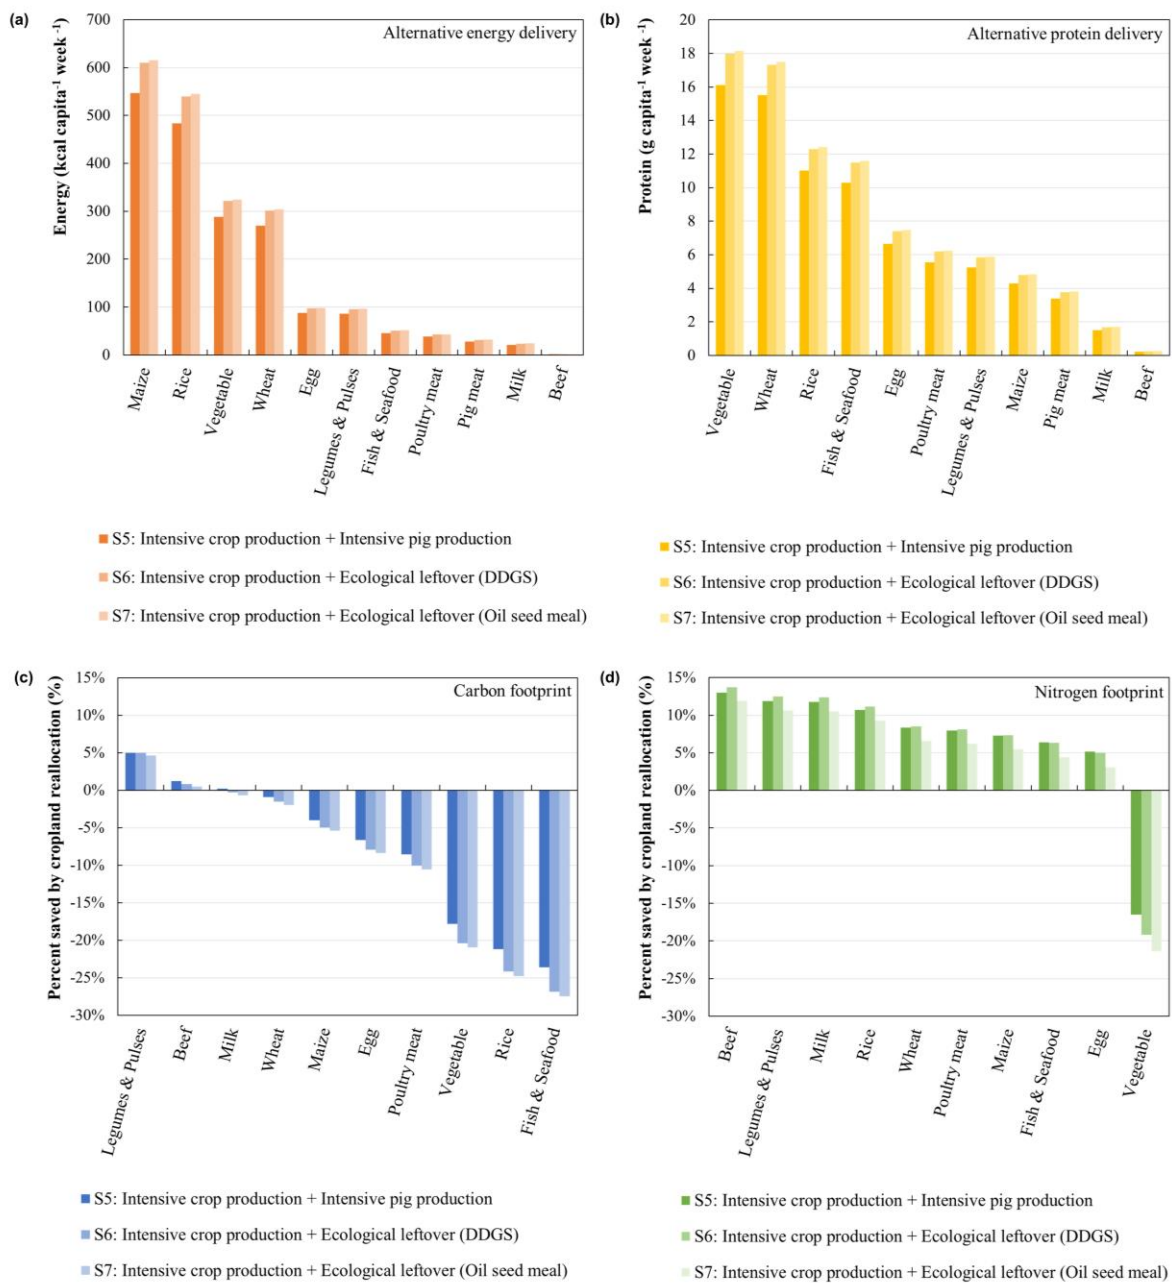 (a)
Alternative energy delivery
Energy (kcal capita⁻¹ week⁻¹)
700
600
500
400
300
200
100
0
Maize
Rice
Vegetable
Wheat
Egg
Legumes & Pulses
Fish & Seafood
Poultry meat
Pig meat
Milk
Beef
S5: Intensive crop production + Intensive pig production
S6: Intensive crop production + Ecological leftover (DDGS)
S7: Intensive crop production + Ecological leftover (Oil seed meal)
(b)
Alternative protein delivery
Protein (g capita⁻¹ week⁻¹)
20
18
16
14
12
10
8
6
4
2
0
Vegetable
Wheat
Rice
Fish & Seafood
Egg
Poultry meat
Legumes & Pulses
Maize
Pig meat
Milk
Beef
S5: Intensive crop production + Intensive pig production
S6: Intensive crop production + Ecological leftover (DDGS)
S7: Intensive crop production + Ecological leftover (Oil seed meal)
(c)
Carbon footprint
Percent saved by cropland reallocation (%)
15%
10%
5%
0%
-5%
-10%
-15%
-20%
-25%
-30%
Legumes & Pulses
Beef
Milk
Wheat
Maize
Egg
Poultry meat
Vegetable
Rice
Fish & Seafood
S5: Intensive crop production + Intensive pig production
S6: Intensive crop production + Ecological leftover (DDGS)
S7: Intensive crop production + Ecological leftover (Oil seed meal)
(d)
Nitrogen footprint
Percent saved by cropland reallocation (%)
15%
10%
5%
0%
-5%
-10%
-15%
-20%
-25%
-30%
Beef
Legumes & Pulses
Milk
Rice
Wheat
Poultry meat
Maize
Fish & Seafood
Egg
Vegetable
S5: Intensive crop production + Intensive pig production
S6: Intensive crop production + Ecological leftover (DDGS)
S7: Intensive crop production + Ecological leftover (Oil seed meal)